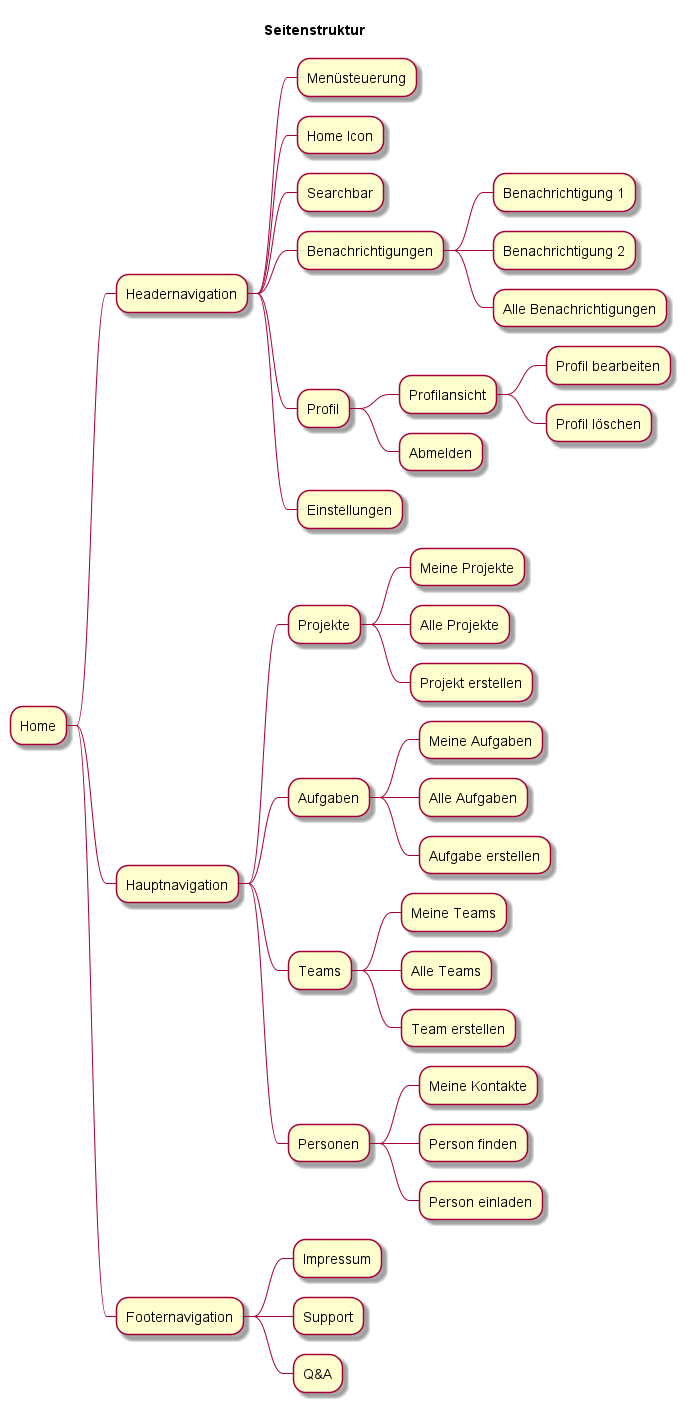 Seitenstruktur
Menüsteuerung
Home Icon
Searchbar
Benachrichtigung 1
Benachrichtigungen
Benachrichtigung 2
Headernavigation
Alle Benachrichtigungen
Profil bearbeiten
Profilansicht
Profil
Profil löschen
Abmelden
Einstellungen
Meine Projekte
Projekte
Alle Projekte
Projekt erstellen
Home
Meine Aufgaben
Aufgaben
Alle Aufgaben
Aufgabe erstellen
Hauptnavigation
Meine Teams
Teams
Alle Teams
Team erstellen
Meine Kontakte
Personen
Person finden
Person einladen
Impressum
Footernavigation
Support
Q&A